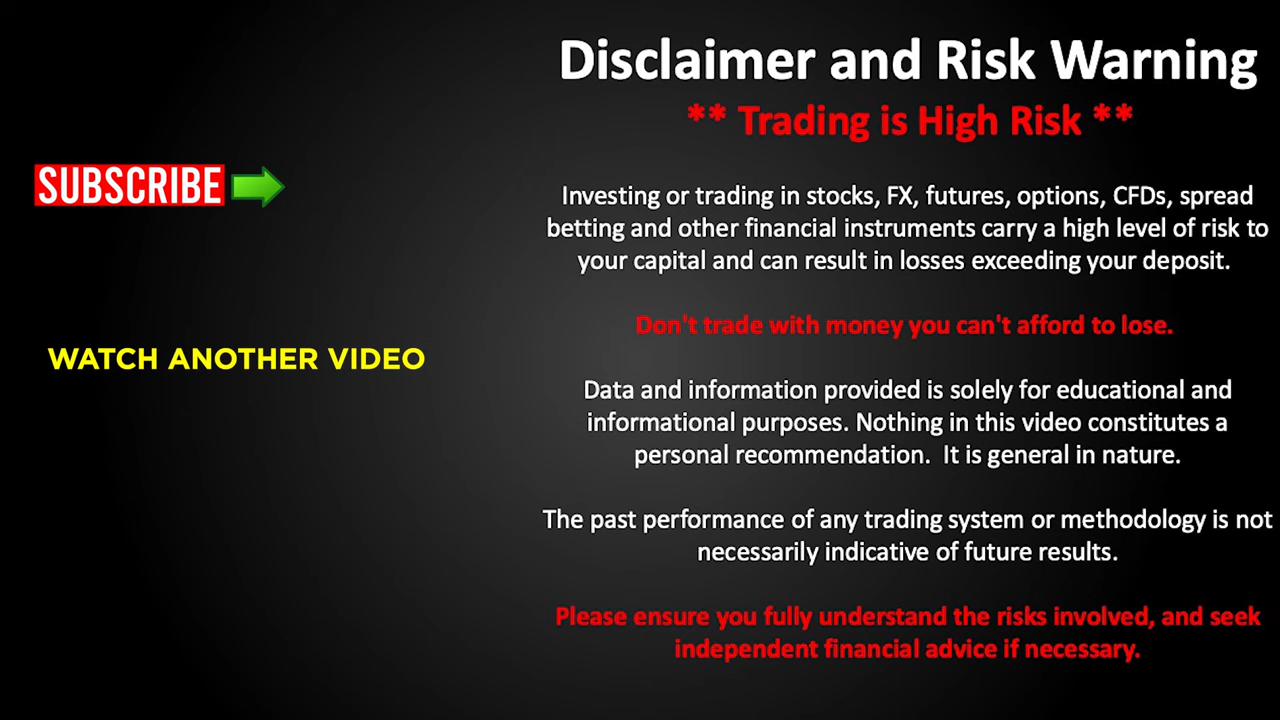 Disclaimer and Risk Warning
** Trading is High Risk **
SUBSCRIBE
Investing or trading in stocks, FX, futures, options, CFDs, spread
betting and other financial instruments carry a high level of risk to
your capital and can result in losses exceeding your deposit.
Don't trade with money you can't afford to lose.
WATCH ANOTHER VIDEO
Data and information provided is solely for educational and
informational purposes. Nothing in this video constitutes a
personal recommendation.  It is general in nature.
The past performance of any trading system or methodology is not
necessarily indicative of future results.
Please ensure you fully understand the risks involved, and seek
independent financial advice if necessary.